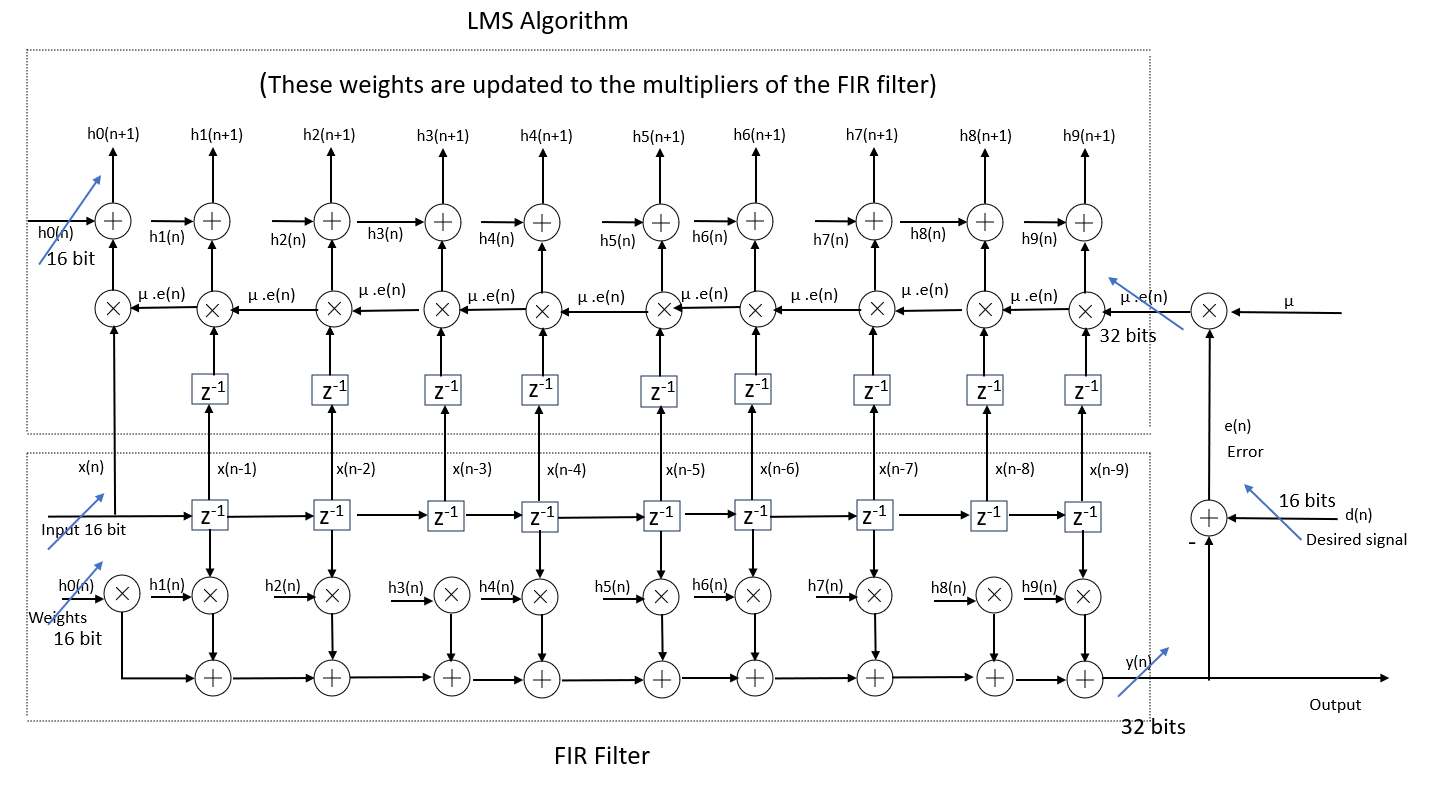 LMS Algorithm
(These weights are updated to the multipliers of the FIR filter)
h0(n+1) h1(n+1) h2(n+1) h3(n+1) h4(n+1) h5(n+1) h6(n+1) h7(n+1) h8(n+1) h9(n+1)
h0(n) h1(n) h2(n) h3(n) h4(n) h5(n) h6(n) h7(n) h8(n) h9(n)
16 bit
μ .e(n) μ .e(n) μ .e(n) μ .e(n) μ .e(n) μ .e(n) μ .e(n) μ .e(n) μ .e(n) μ .e(n) μ
32 bits
z-1 z-1 z-1 z-1 z-1 z-1 z-1 z-1 z-1
e(n)
Error
x(n) x(n-1) x(n-2) x(n-3) x(n-4) x(n-5) x(n-6) x(n-7) x(n-8) x(n-9)
16 bits
d(n)
Desired signal
-
z-1 z-1 z-1 z-1 z-1 z-1 z-1 z-1 z-1
Input 16 bit
h0(n) h1(n) h2(n) h3(n) h4(n) h5(n) h6(n) h7(n) h8(n) h9(n)
Weights
16 bit
y(n)
Output
32 bits
FIR Filter